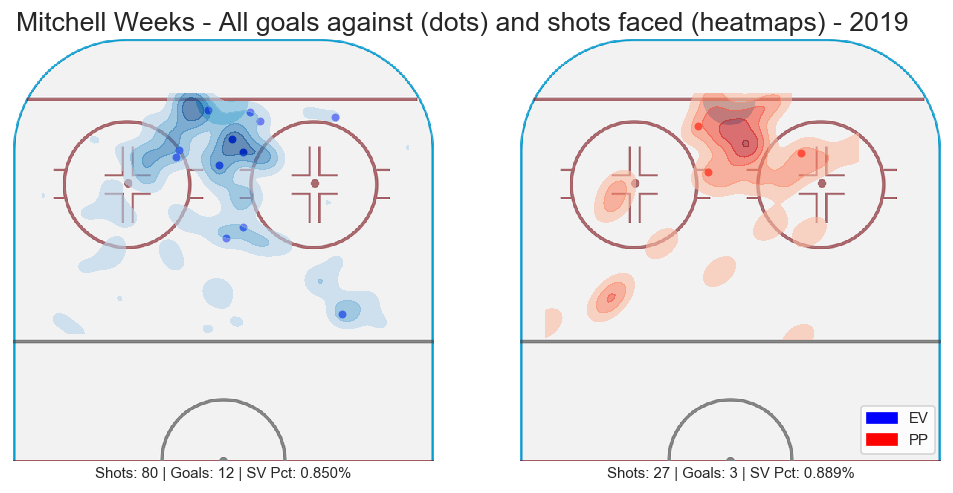 Mitchell Weeks - All goals against (dots) and shots faced (heatmaps) - 2019
EV
PP
Shots: 80 | Goals: 12 | SV Pct: 0.850%
Shots: 27 | Goals: 3 | SV Pct: 0.889%